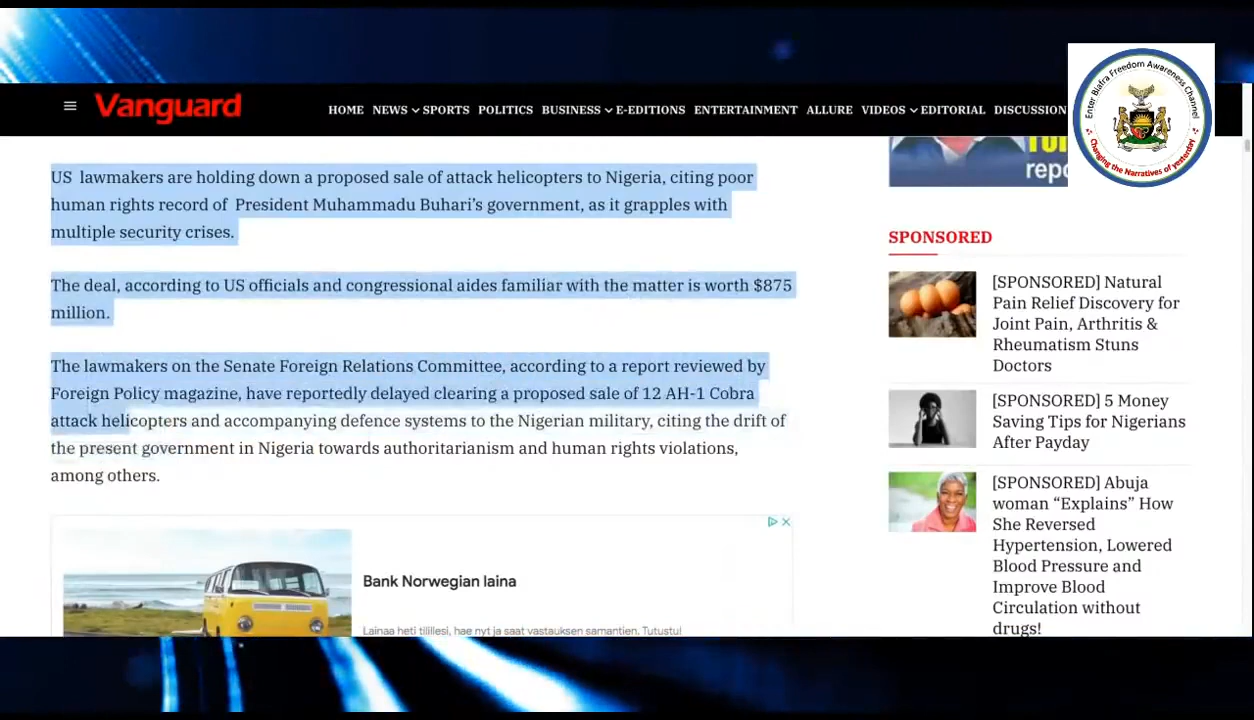 Vanguard
HOME NEWS SPORTS POLITICS BUSINESS E-EDITIONS ENTERTAINMENT ALLURE VIDEOS EDITORIAL DISCUSSION
Enter Biafra Freedom Awareness Channel
Changing the Narratives of yesterday
US lawmakers are holding down a proposed sale of attack helicopters to Nigeria, citing poor
human rights record of President Muhammadu Buhari’s government, as it grapples with
multiple security crises.
The deal, according to US officials and congressional aides familiar with the matter is worth $875
million.
The lawmakers on the Senate Foreign Relations Committee, according to a report reviewed by
Foreign Policy magazine, have reportedly delayed clearing a proposed sale of 12 AH-1 Cobra
attack helicopters and accompanying defence systems to the Nigerian military, citing the drift of
the present government in Nigeria towards authoritarianism and human rights violations,
among others.
Bank Norwegian laina
Lainaa heti tilillesi, hae nyt ja saat vastauksen samantien. Tutustu!
repo
SPONSORED
[SPONSORED] Natural
Pain Relief Discovery for
Joint Pain, Arthritis &
Rheumatism Stuns
Doctors
[SPONSORED] 5 Money
Saving Tips for Nigerians
After Payday
[SPONSORED] Abuja
woman “Explains” How
She Reversed
Hypertension, Lowered
Blood Pressure and
Improve Blood
Circulation without
drugs!